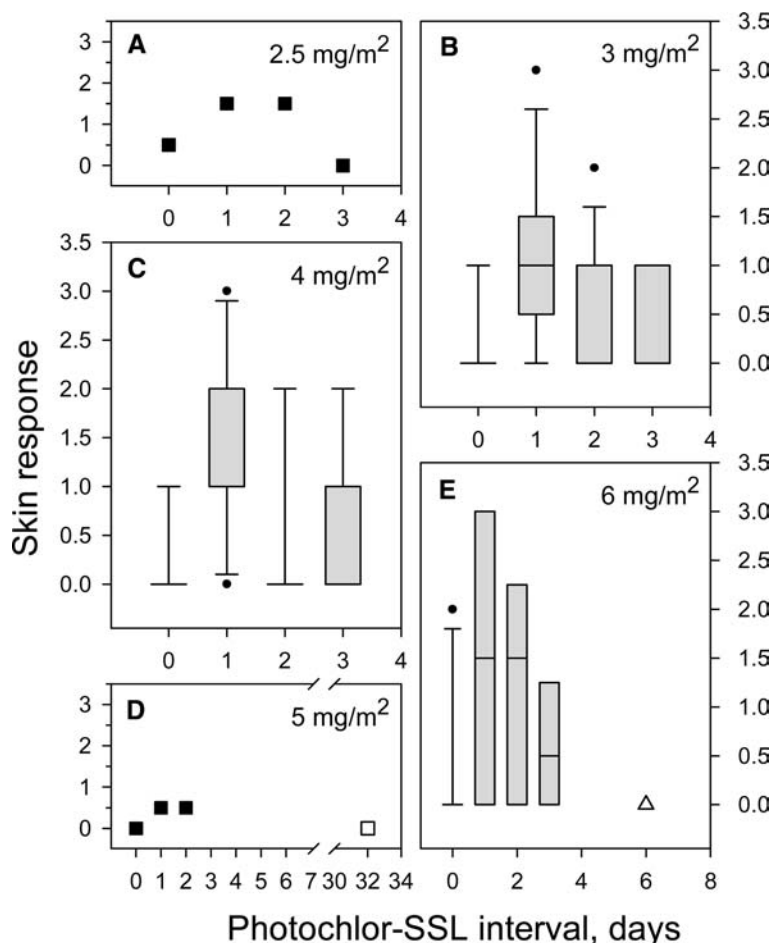 Skin response
A
2.5 mg/m²
3
2
1
0
0 1 2 3 4
B
3 mg/m²
3.5
3.0
2.5
2.0
1.5
1.0
0.5
0.0
0 1 2 3 4
C
4 mg/m²
3.5
3.0
2.5
2.0
1.5
1.0
0.5
0.0
0 1 2 3 4
D
5 mg/m²
3
2
1
0
0 1 2 3 4 5 6 7 30 32 34
E
6 mg/m²
3.5
3.0
2.5
2.0
1.5
1.0
0.5
0.0
0 2 4 6 8
Photochlor-SSL interval, days